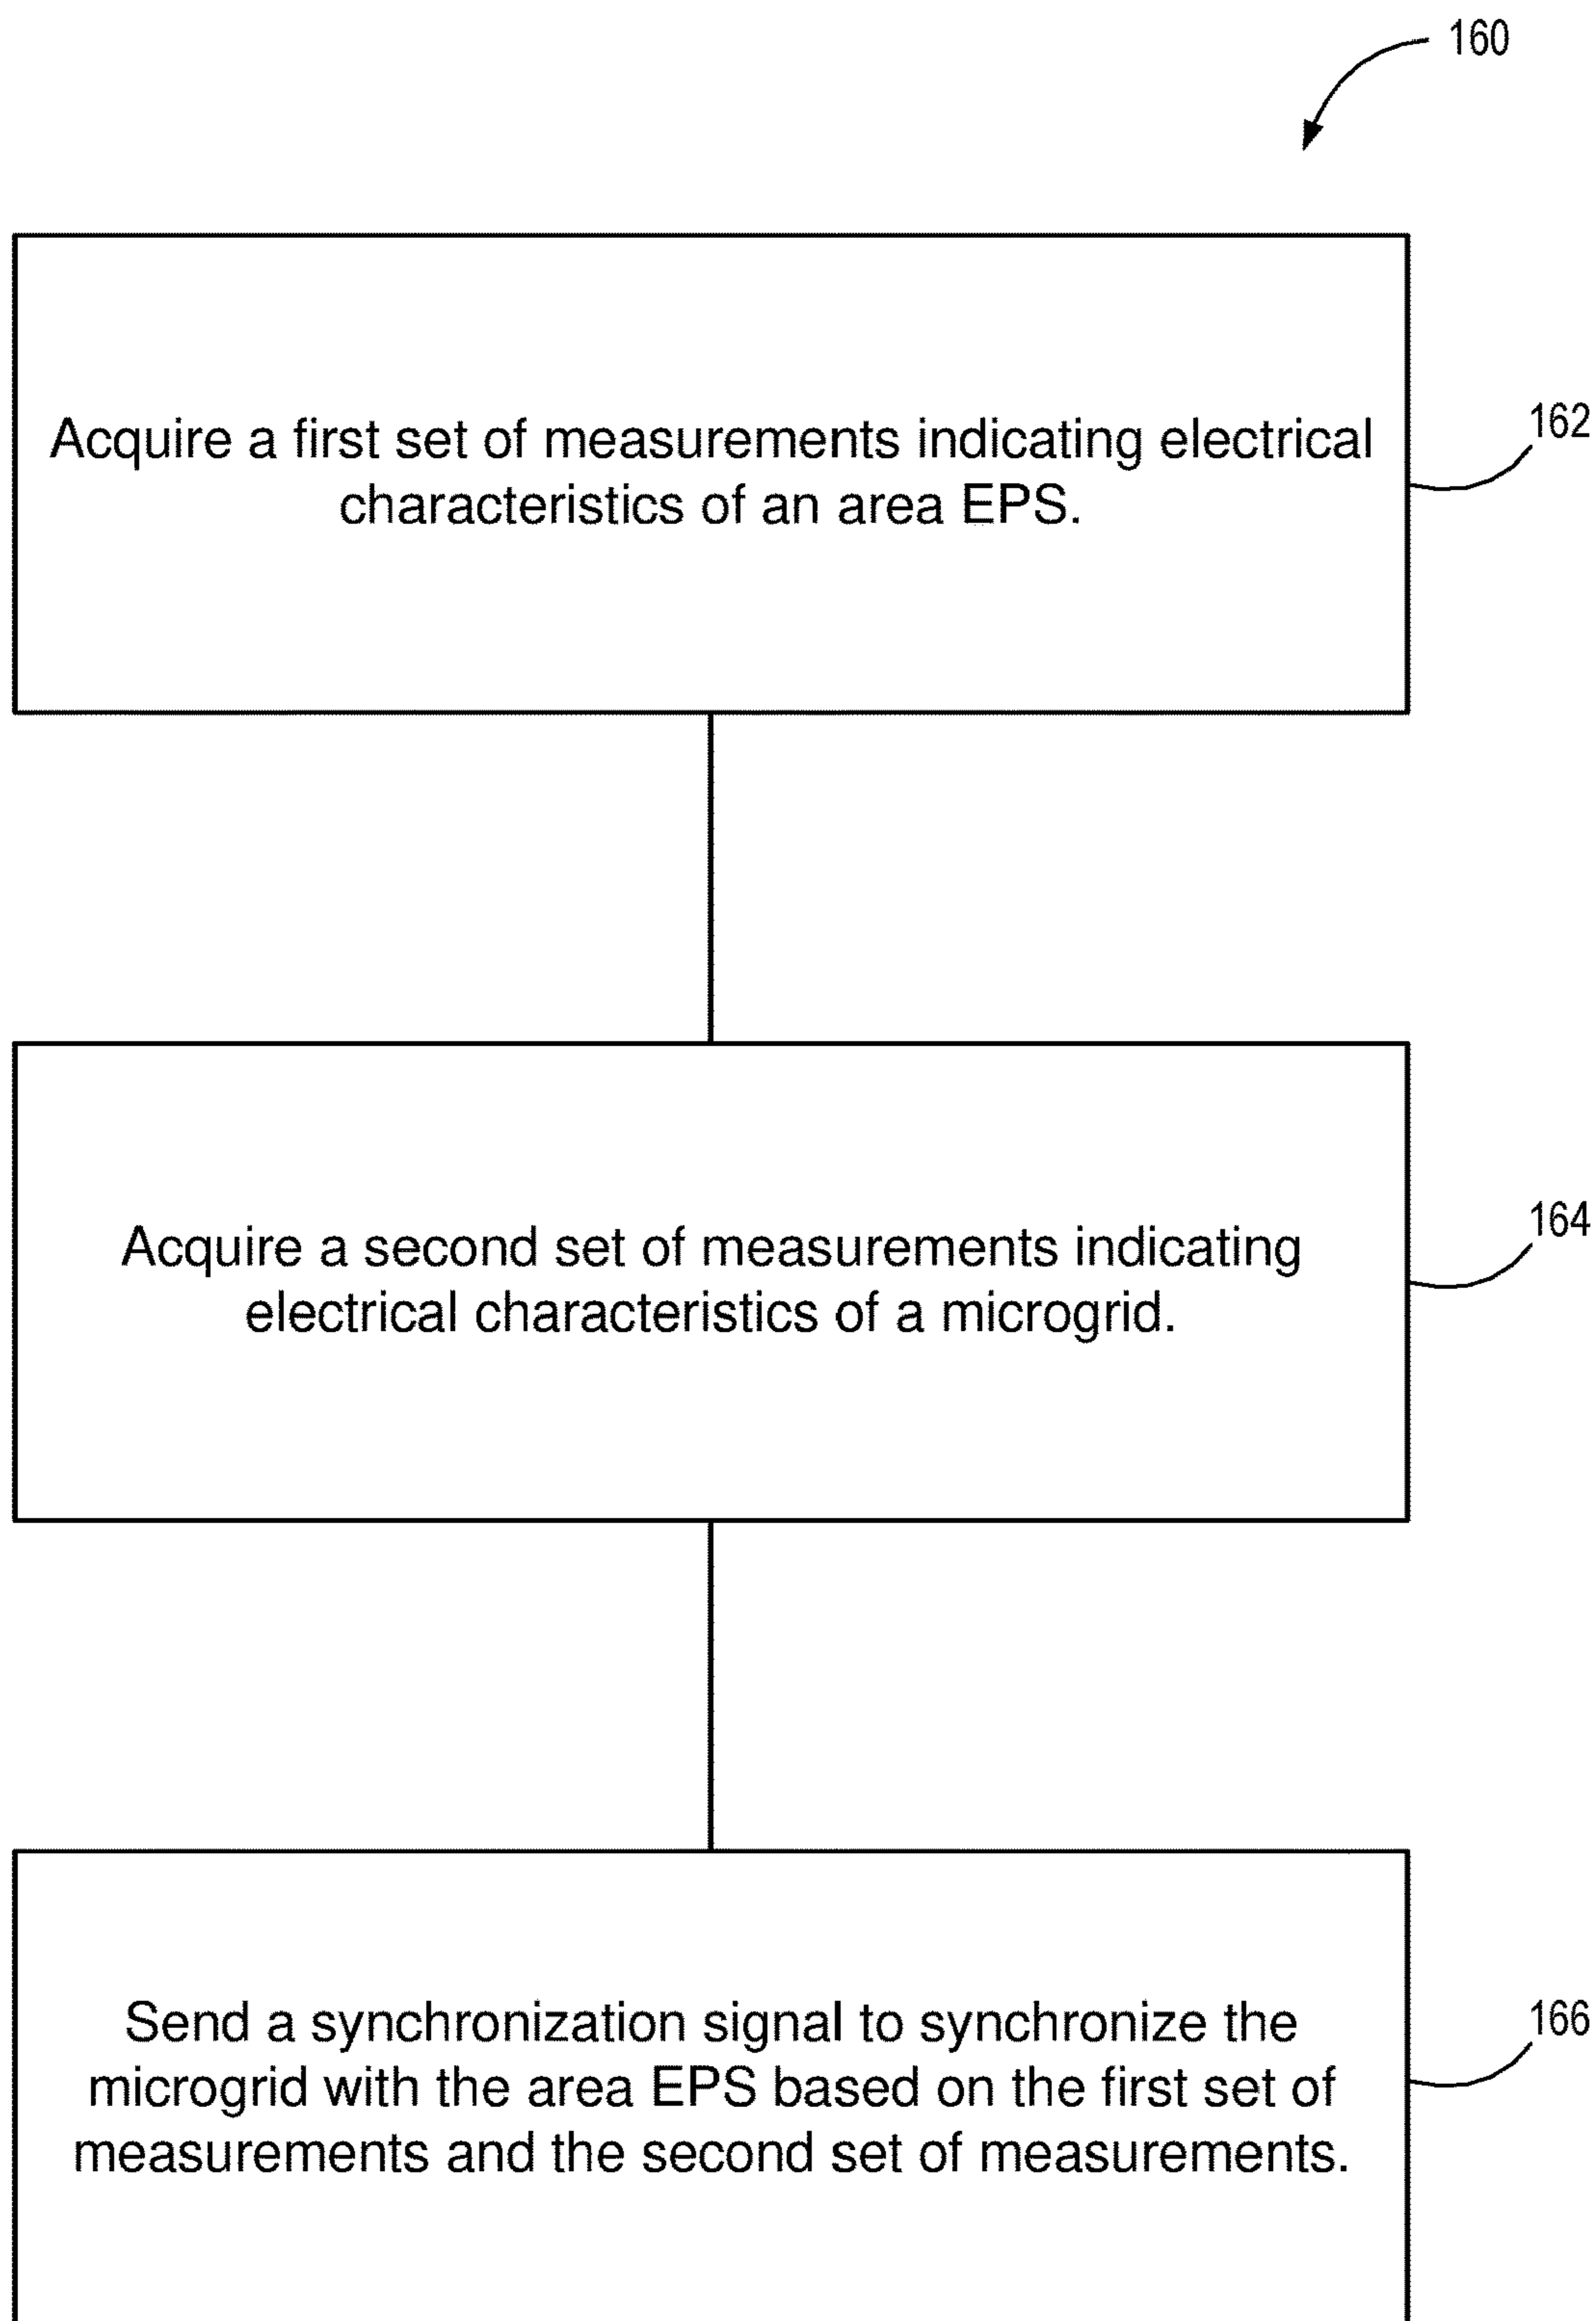 160
Acquire a first set of measurements indicating electrical
characteristics of an area EPS.
162
Acquire a second set of measurements indicating
electrical characteristics of a microgrid.
164
Send a synchronization signal to synchronize the
microgrid with the area EPS based on the first set of
measurements and the second set of measurements.
166